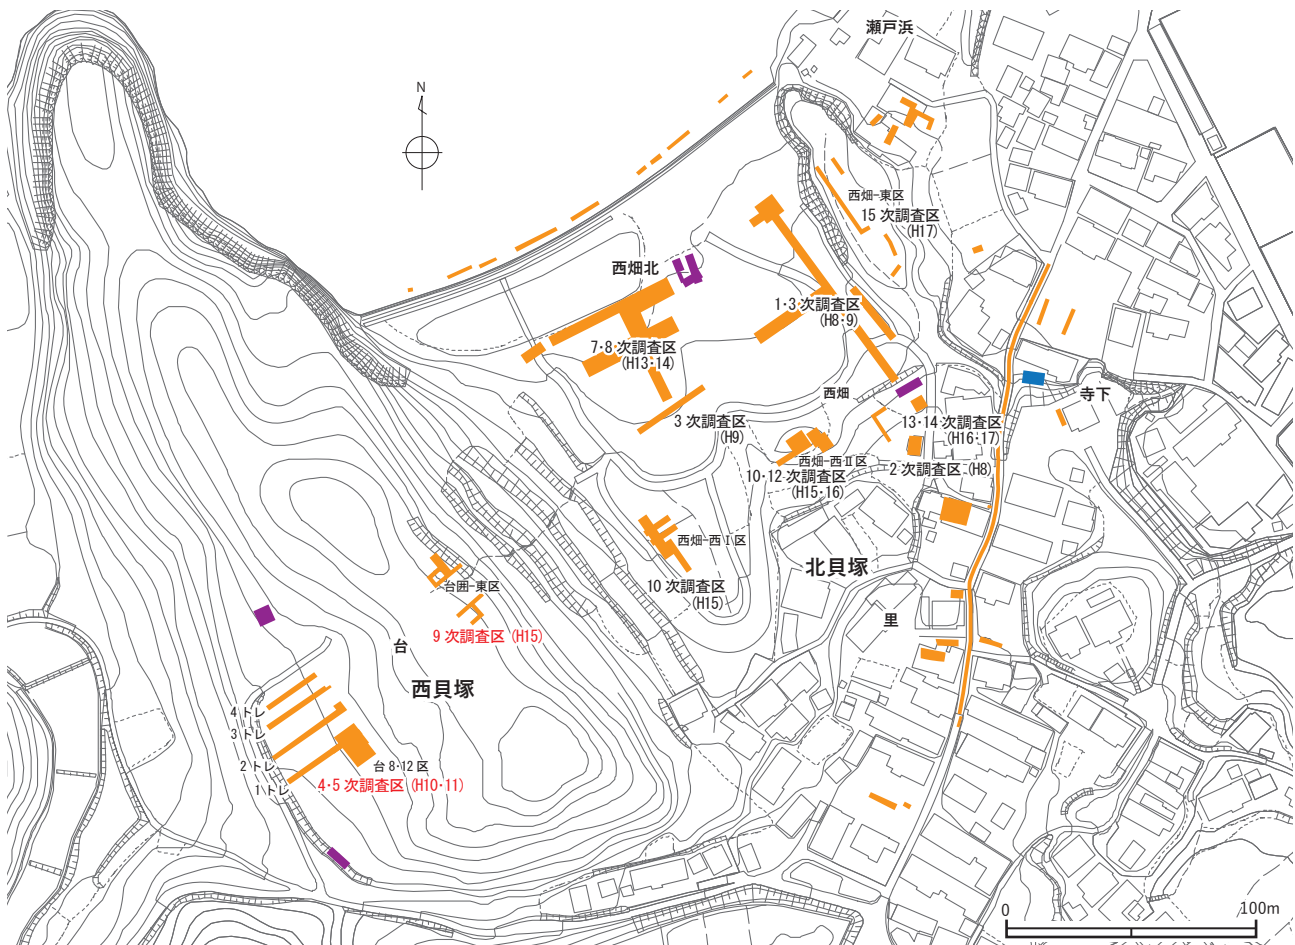 瀬戸浜
N
西畑-東区
15 次調査区
(H17)
西畑北
1・3 次調査区
(H8・9)
7・8 次調査区
(H13・14)
西畑
寺下
3 次調査区
(H9)
13・14 次調査区
(H16・17)
西畑-西Ⅱ区
2 次調査区 (H8)
10・12 次調査区
(H15・16)
西畑-西Ⅰ区
北貝塚
10 次調査区
(H15)
台囲-東区
里
9 次調査区 (H15)
台
西貝塚
4 トレ
3 トレ
2 トレ
台 8・12 区
1 トレ
4・5 次調査区 (H10・11)
0
100m